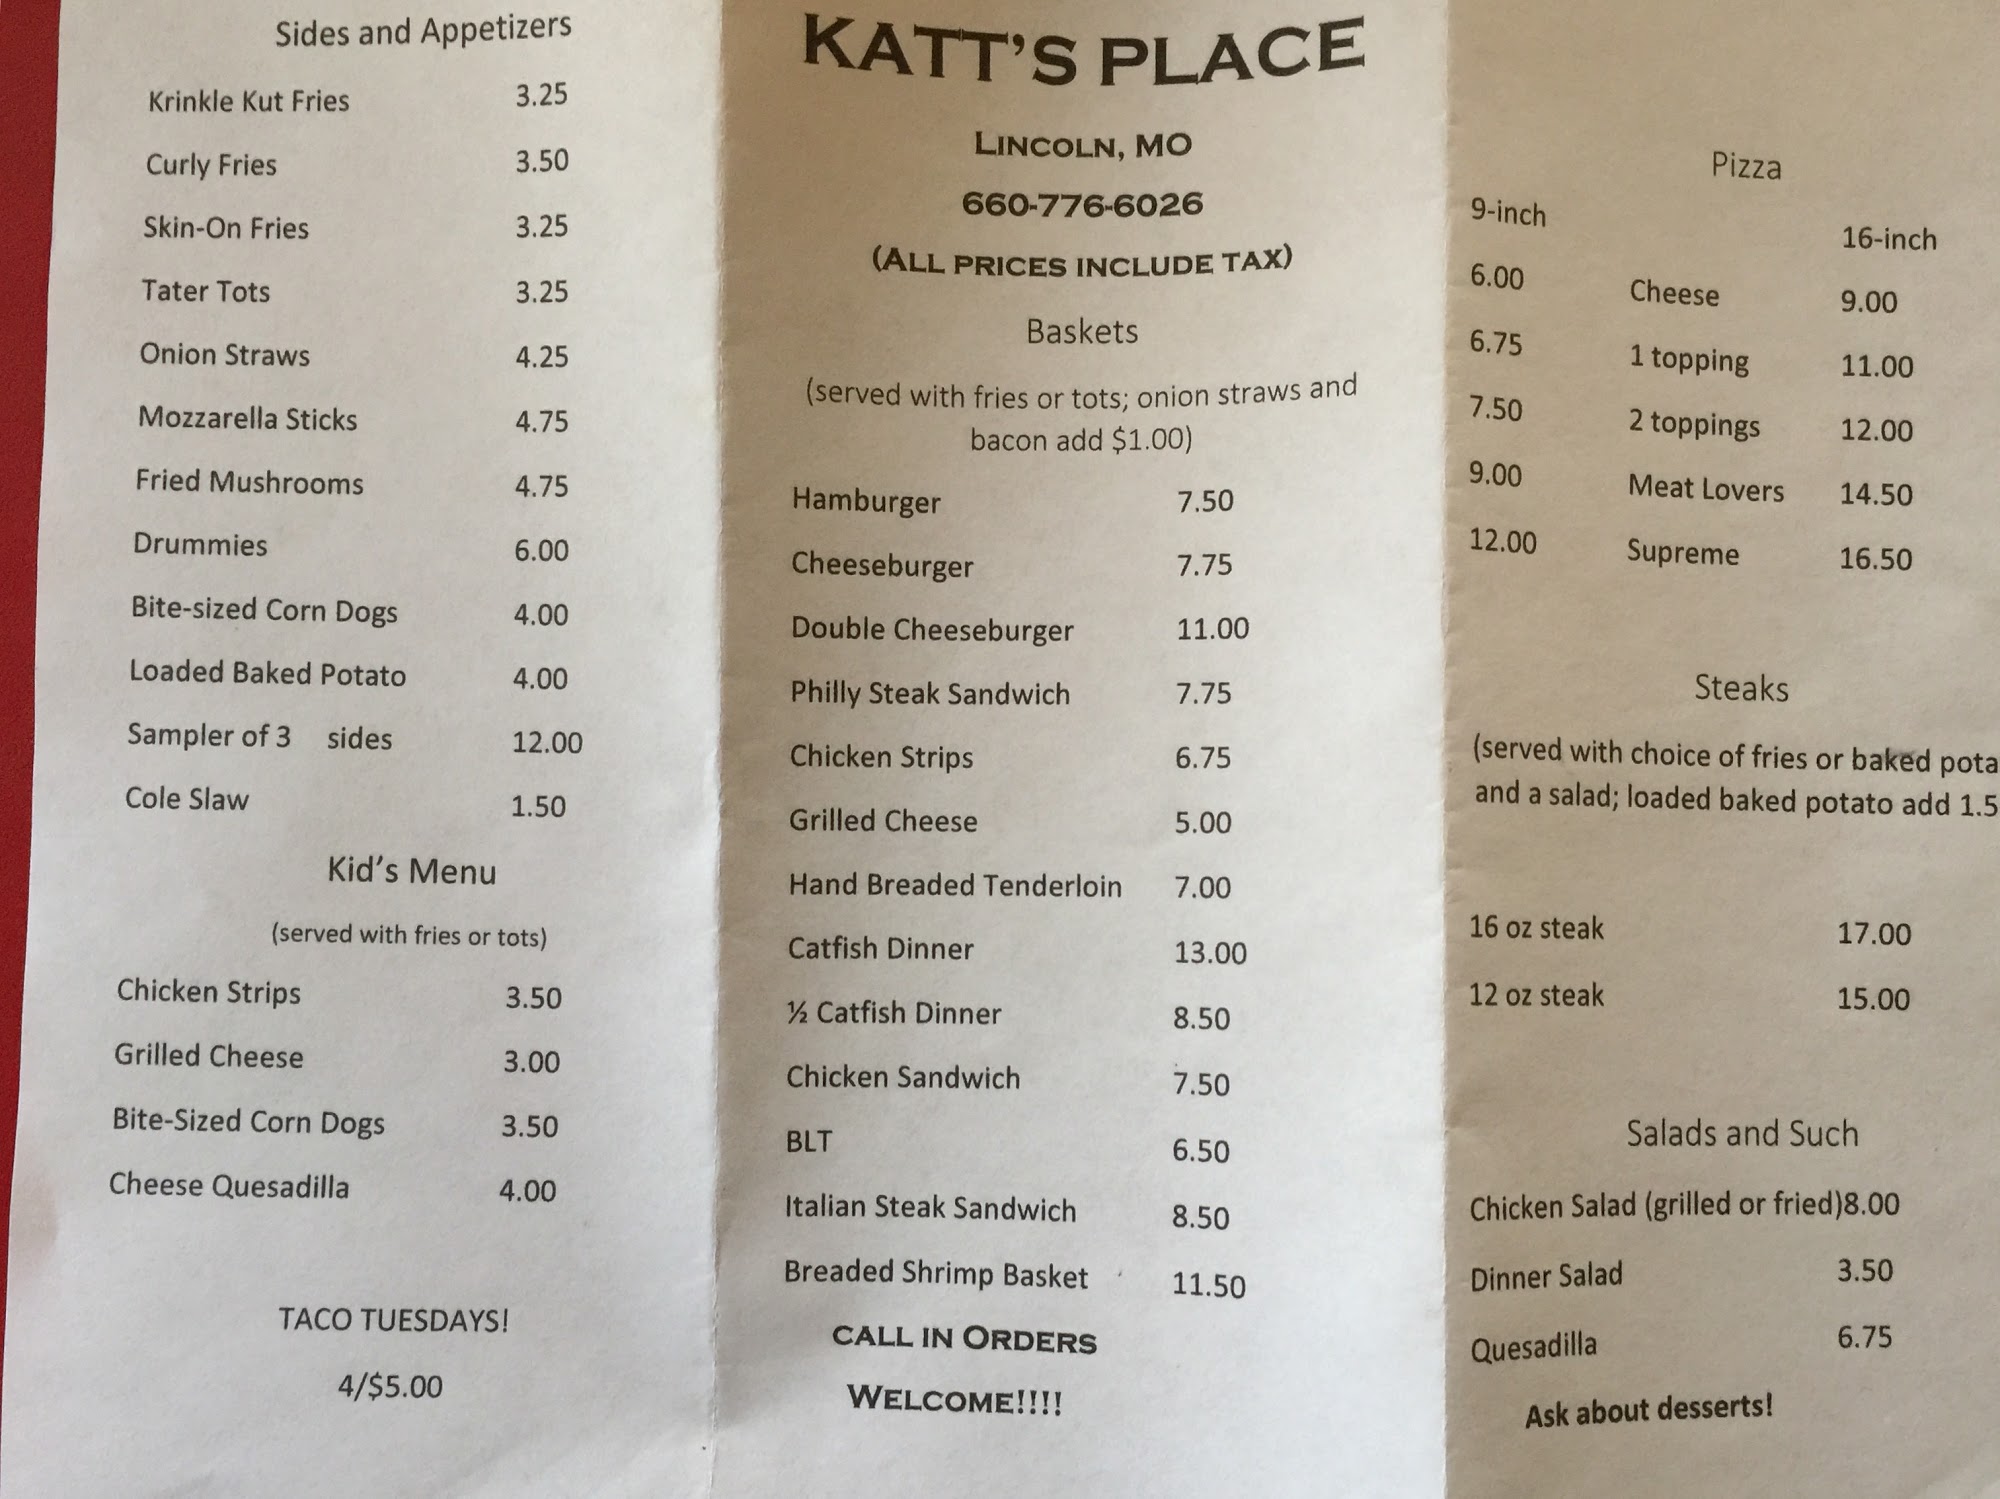 Sides and Appetizers
Krinkle Kut Fries 3.25
Curly Fries 3.50
Skin-On Fries 3.25
Tater Tots 3.25
Onion Straws 4.25
Mozzarella Sticks 4.75
Fried Mushrooms 4.75
Drummies 6.00
Bite-sized Corn Dogs 4.00
Loaded Baked Potato 4.00
Sampler of 3 sides 12.00
Cole Slaw 1.50
Kid's Menu
(served with fries or tots)
Chicken Strips 3.50
Grilled Cheese 3.00
Bite-Sized Corn Dogs 3.50
Cheese Quesadilla 4.00
TACO TUESDAYS!
4/$5.00
KATT'S PLACE
LINCOLN, MO
660-776-6026
(ALL PRICES INCLUDE TAX)
Baskets
(served with fries or tots; onion straws and
bacon add $1.00)
Hamburger 7.50
Cheeseburger 7.75
Double Cheeseburger 11.00
Philly Steak Sandwich 7.75
Chicken Strips 6.75
Grilled Cheese 5.00
Hand Breaded Tenderloin 7.00
Catfish Dinner 13.00
½ Catfish Dinner 8.50
Chicken Sandwich 7.50
BLT 6.50
Italian Steak Sandwich 8.50
Breaded Shrimp Basket 11.50
CALL IN ORDERS
WELCOME!!!!
Pizza
9-inch 16-inch
6.00 Cheese 9.00
6.75 1 topping 11.00
7.50 2 toppings 12.00
9.00 Meat Lovers 14.50
12.00 Supreme 16.50
Steaks
(served with choice of fries or baked pota
and a salad; loaded baked potato add 1.5
16 oz steak 17.00
12 oz steak 15.00
Salads and Such
Chicken Salad (grilled or fried)8.00
Dinner Salad 3.50
Quesadilla 6.75
Ask about desserts!